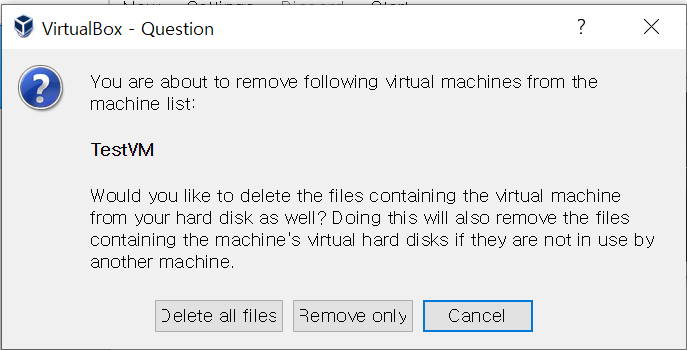 VirtualBox - Question
?
You are about to remove following virtual machines from the
machine list:
TestVM
Would you like to delete the files containing the virtual machine
from your hard disk as well? Doing this will also remove the files
containing the machine's virtual hard disks if they are not in use by
another machine.
Delete all files
Remove only
Cancel